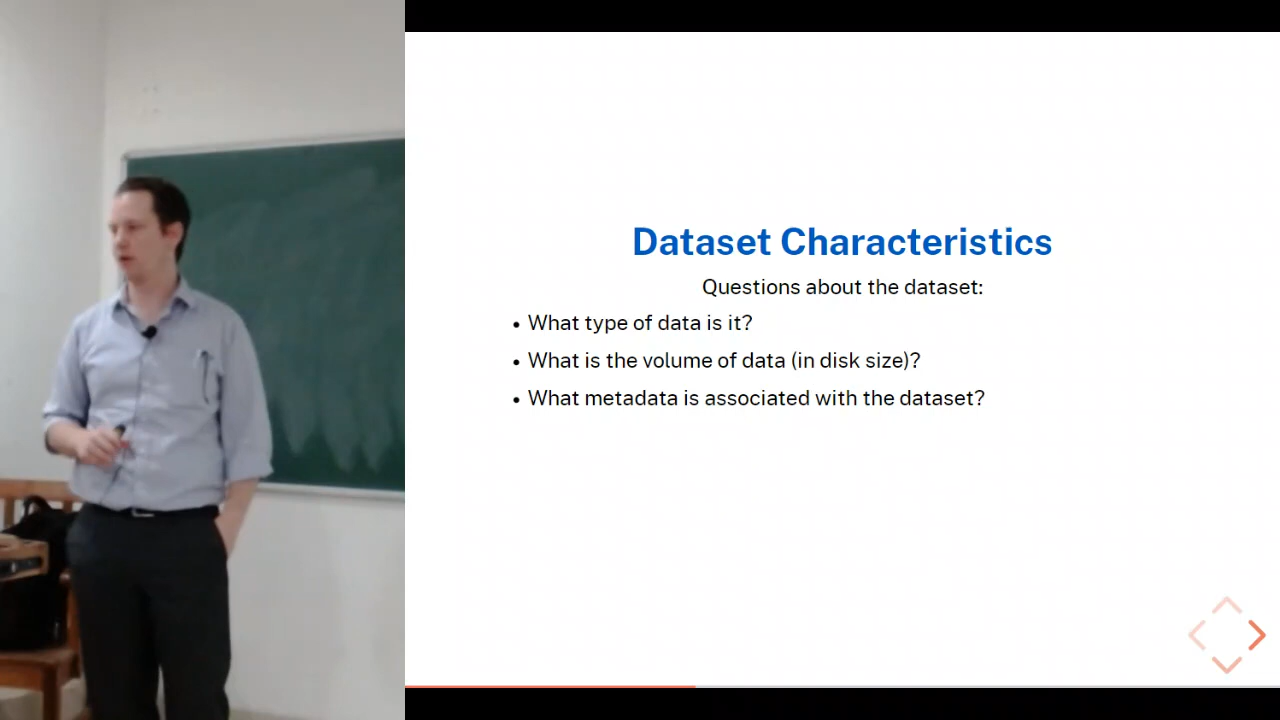 Dataset Characteristics
Questions about the dataset:
• What type of data is it?
• What is the volume of data (in disk size)?
• What metadata is associated with the dataset?